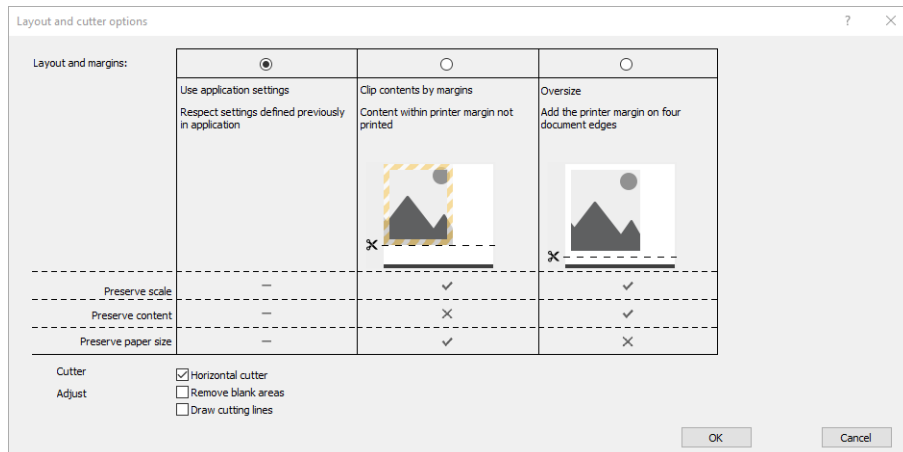 Layout and cutter options
Layout and margins:
Use application settings
Respect settings defined previously
in application
Clip contents by margins
Content within printer margin not
printed
Oversize
Add the printer margin on four
document edges
Preserve scale
Preserve content
Preserve paper size
Cutter
Horizontal cutter
Adjust
Remove blank areas
Draw cutting lines
OK
Cancel